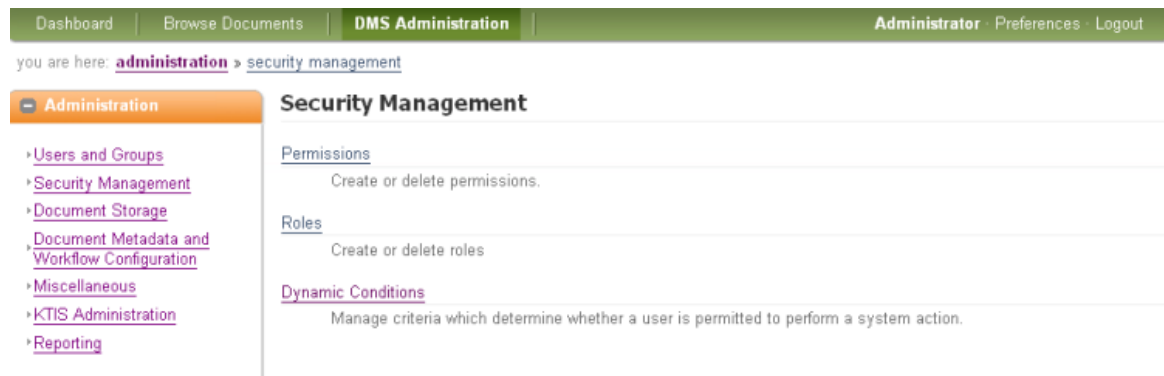 Dashboard | Browse Documents | DMS Administration | Administrator · Preferences · Logout
you are here: administration » security management
Administration
Users and Groups
Security Management
Document Storage
Document Metadata and
Workflow Configuration
Miscellaneous
KTIS Administration
Reporting
Security Management
Permissions
Create or delete permissions.
Roles
Create or delete roles
Dynamic Conditions
Manage criteria which determine whether a user is permitted to perform a system action.